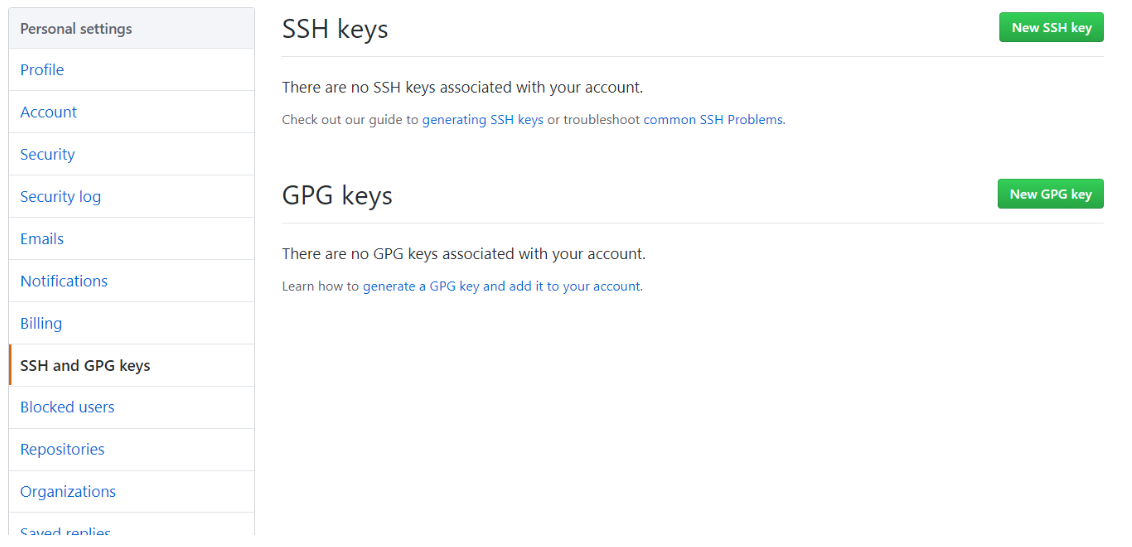 Personal settings
Profile
Account
Security
Security log
Emails
Notifications
Billing
SSH and GPG keys
Blocked users
Repositories
Organizations
Saved replies
SSH keys
New SSH key
There are no SSH keys associated with your account.
Check out our guide to generating SSH keys or troubleshoot common SSH Problems.
GPG keys
New GPG key
There are no GPG keys associated with your account.
Learn how to generate a GPG key and add it to your account.